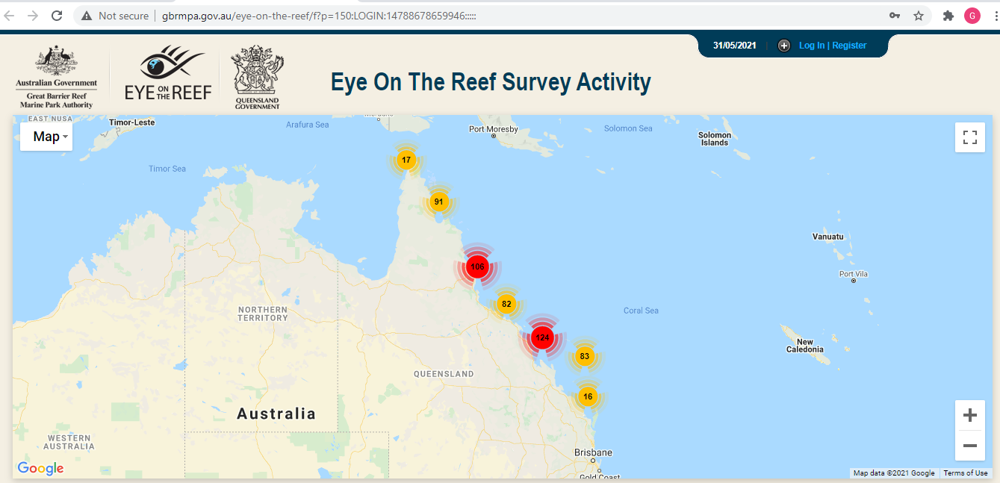 Not secure
gbrmpa.gov.au/eye-on-the-reef/f?p=150:LOGIN:14788678659946:::::
G
31/05/2021
Log In | Register
Australian Government
Great Barrier Reef
Marine Park Authority
EYE ON THE REEF
QUEENSLAND
GOVERNMENT
Eye On The Reef Survey Activity
EAST NUSA
Timor-Leste
Arafura Sea
Port Moresby
Solomon Sea
Solomon
Islands
Map
Timor Sea
17
91
106
82
124
83
16
Vanuatu
Port Vila
Coral Sea
New
Caledonia
NORTHERN
TERRITORY
QUEENSLAND
Australia
WESTERN
AUSTRALIA
Brisbane
Gold Coast
Google
Map data ©2021 Google
Terms of Use